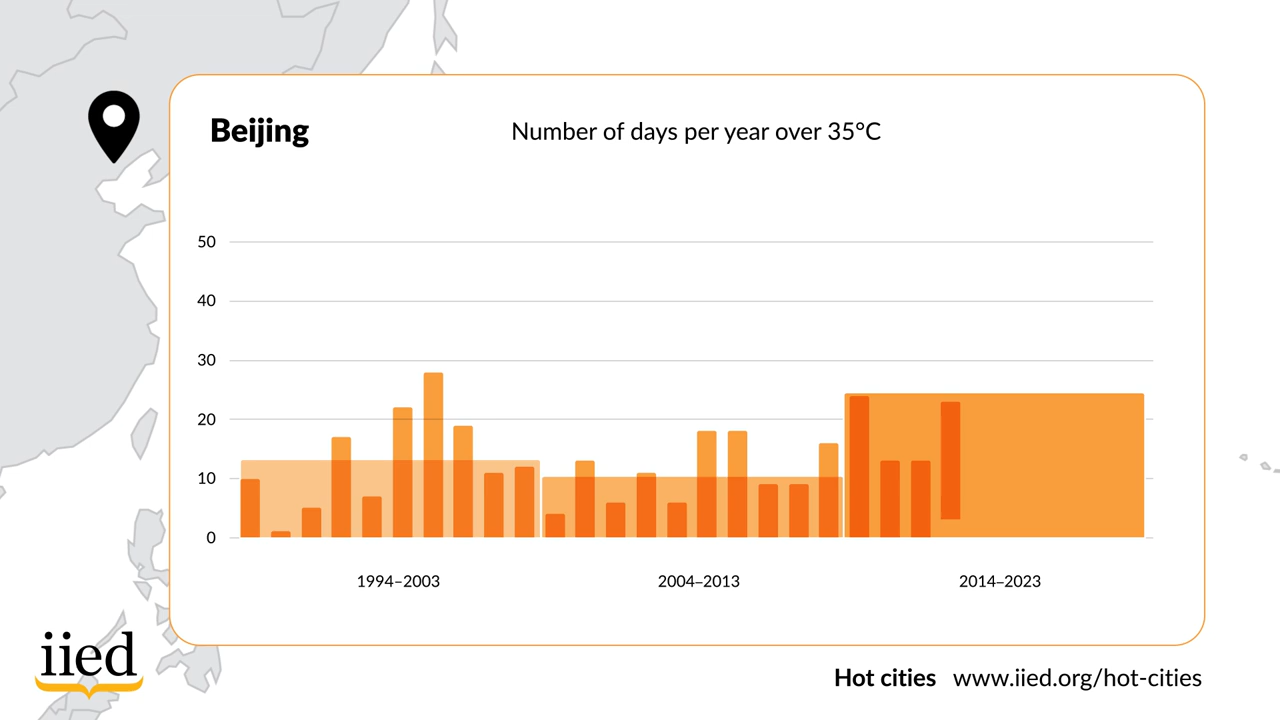 Beijing
Number of days per year over 35°C
50
40
30
20
10
0
1994–2003
2004–2013
2014–2023
iied
Hot cities www.iied.org/hot-cities